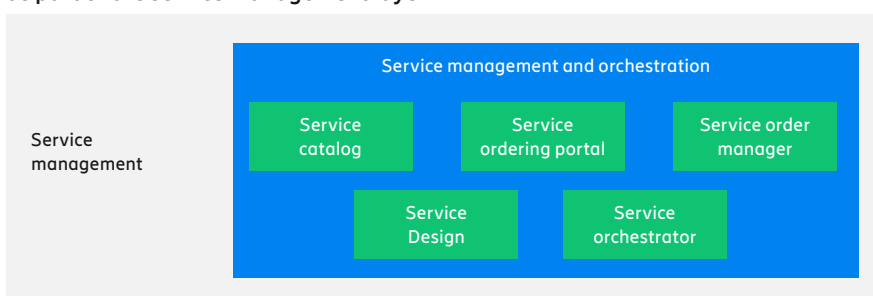 Service management and orchestration
Service
catalog
Service
ordering portal
Service order
manager
Service
management
Service
Design
Service
orchestrator